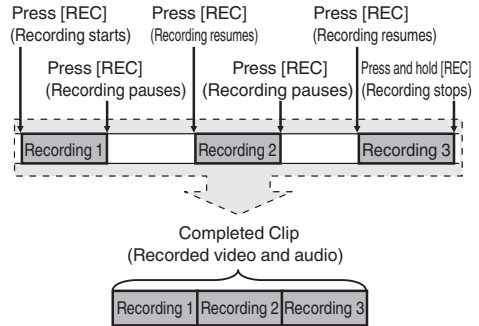 Press [REC]
(Recording starts)
Press [REC]
(Recording resumes)
Press [REC]
(Recording resumes)
Press [REC]
(Recording pauses)
Press [REC]
(Recording pauses)
Press and hold [REC]
(Recording stops)
Recording 1
Recording 2
Recording 3
Completed Clip
(Recorded video and audio)
Recording 1 Recording 2 Recording 3